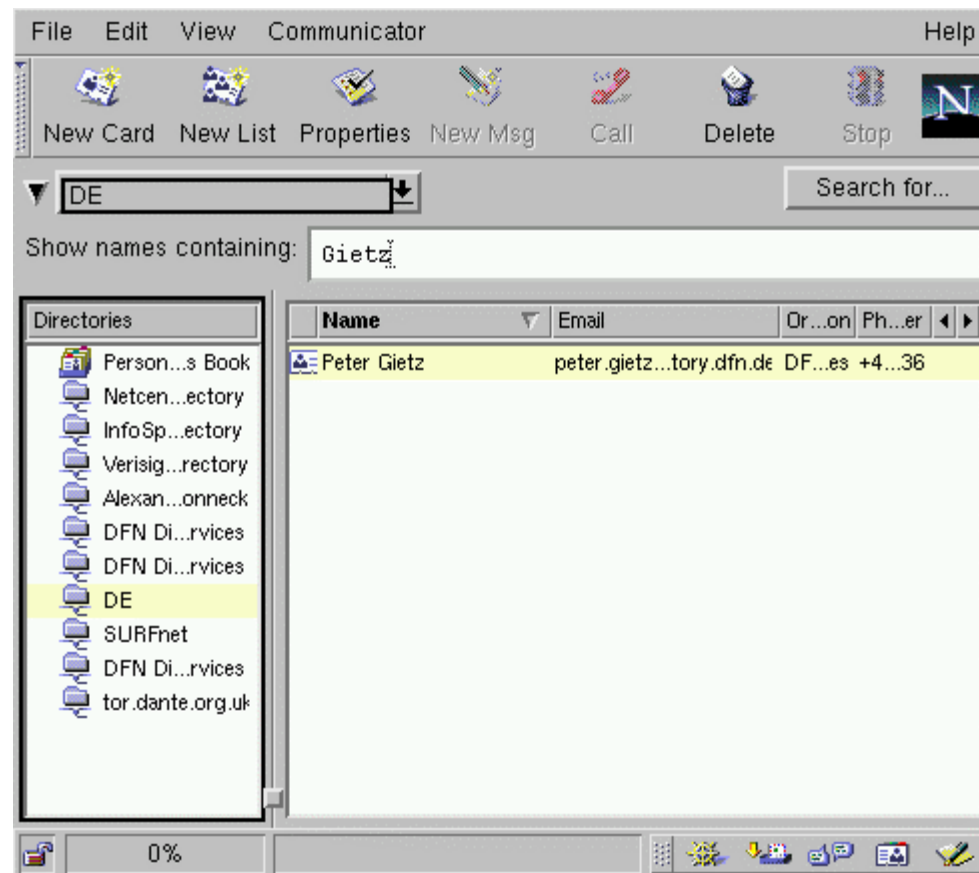 File Edit View Communicator Help
New Card New List Properties New Msg Call Delete Stop N
DE Search for...
Show names containing: Gietz
Directories
Person...s Book
Netcen...ectory
InfoSp...ectory
Verisig...rectory
Alexan...onneck
DFN Di...rvices
DFN Di...rvices
DE
SURFnet
DFN Di...rvices
tor.dante.org.uk
Name Email Or...on Ph...er
Peter Gietz peter.gietz...tory.dfn.de DF...es +4...36
0%